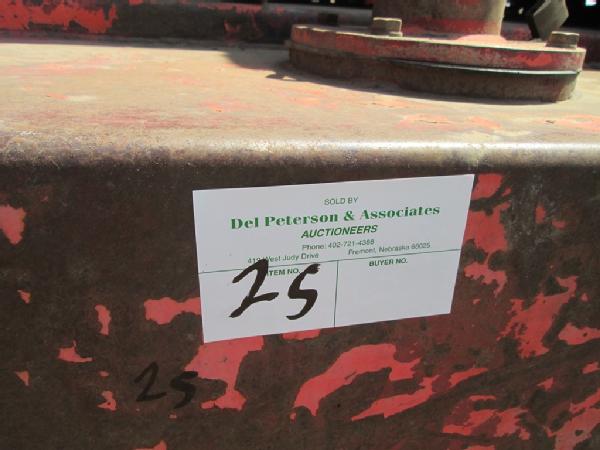 SOLD BY
Del Peterson & Associates
AUCTIONEERS
Phone: 402-721-4388
412 West Judy Drive Fremont, Nebraska 68025
ITEM NO. BUYER NO.
25
25